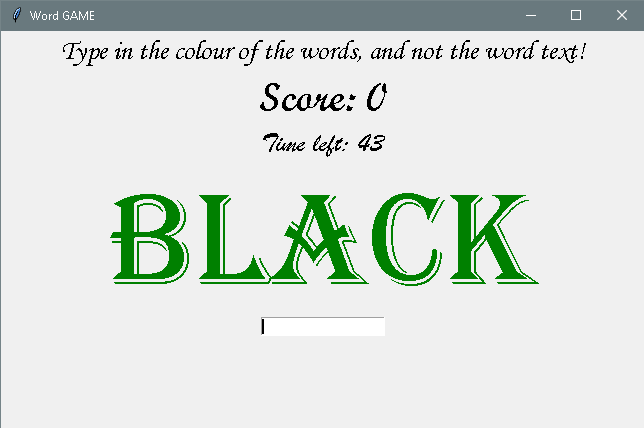 Word GAME
Type in the colour of the words, and not the word text!
Score: 0
Time left: 43
BLACK